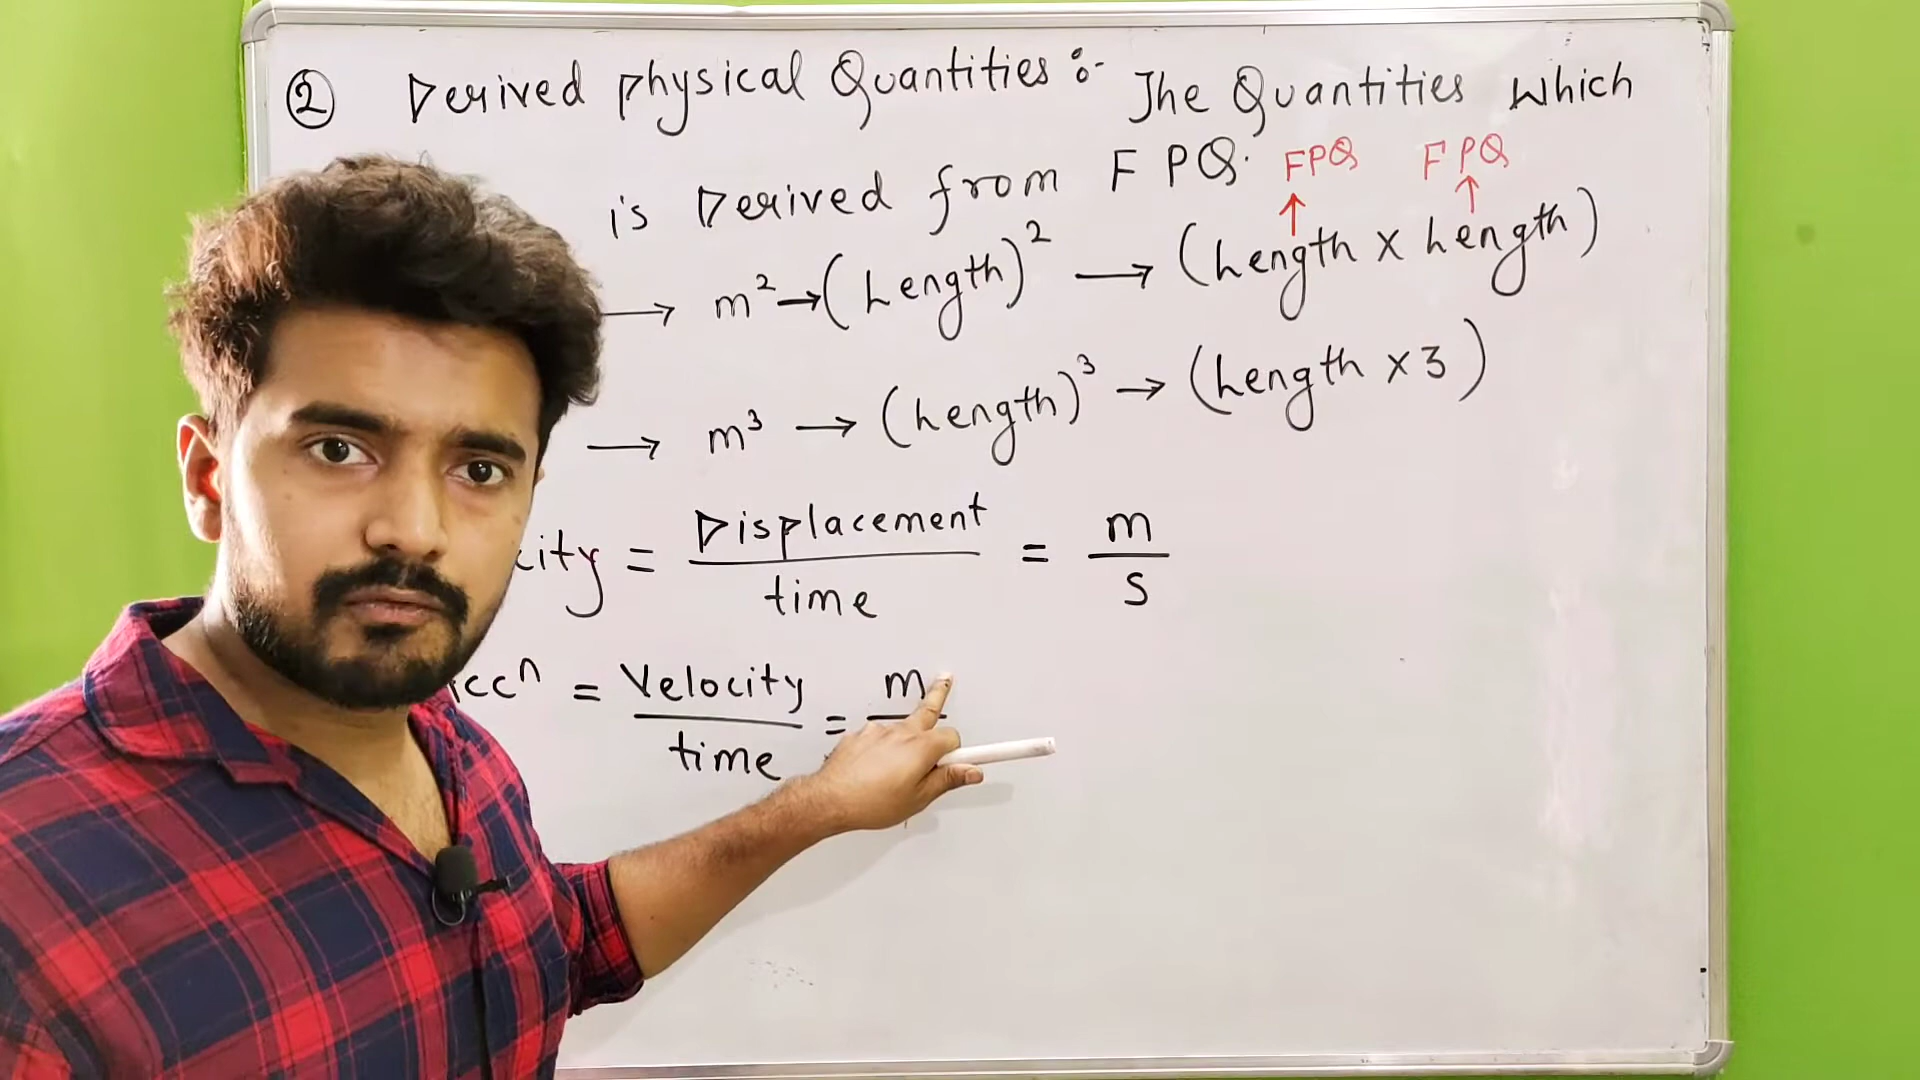 ② Derived physical Quantities :- The Quantities which
is Derived from F P Q. FPQ FPQ
→ m² → (Length)² → (Length x Length)
→ m³ → (Length)³ → (Length x 3)
city = Displacement / time = m / s
ccⁿ = Velocity / time = m